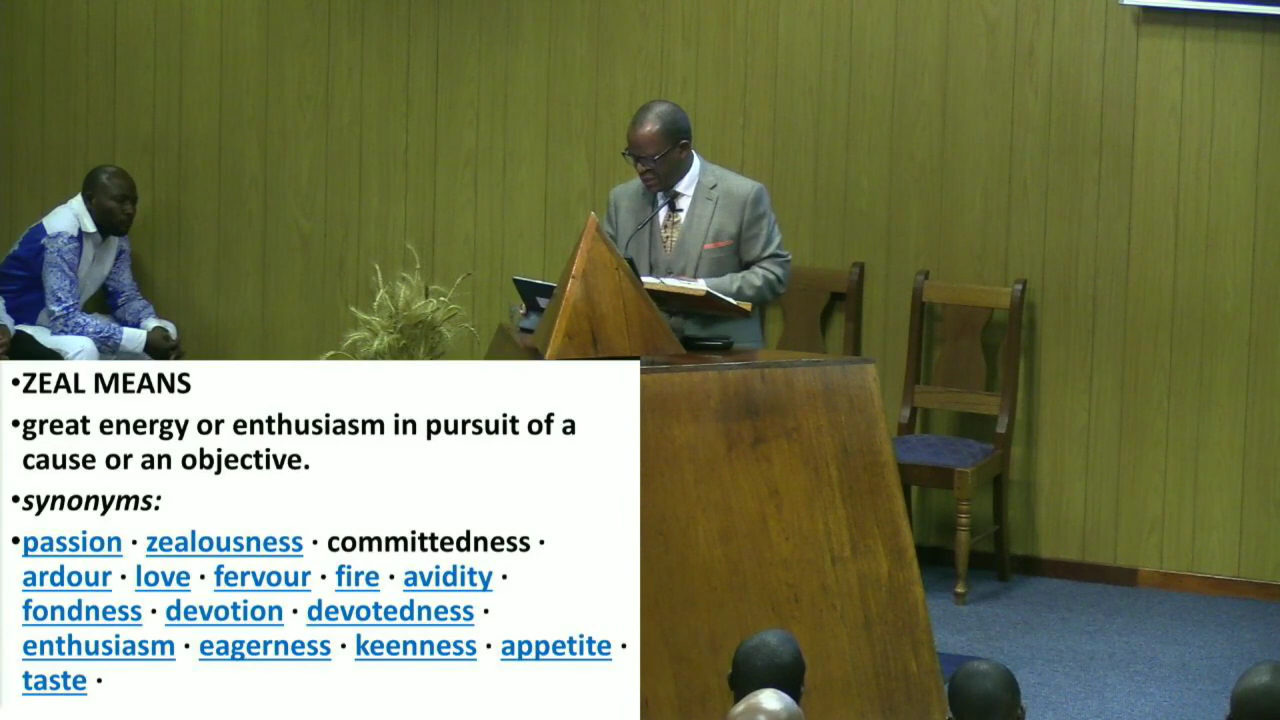 •ZEAL MEANS
•great energy or enthusiasm in pursuit of a
cause or an objective.
•synonyms:
•passion · zealousness · committedness ·
ardour · love · fervour · fire · avidity ·
fondness · devotion · devotedness ·
enthusiasm · eagerness · keenness · appetite ·
taste ·